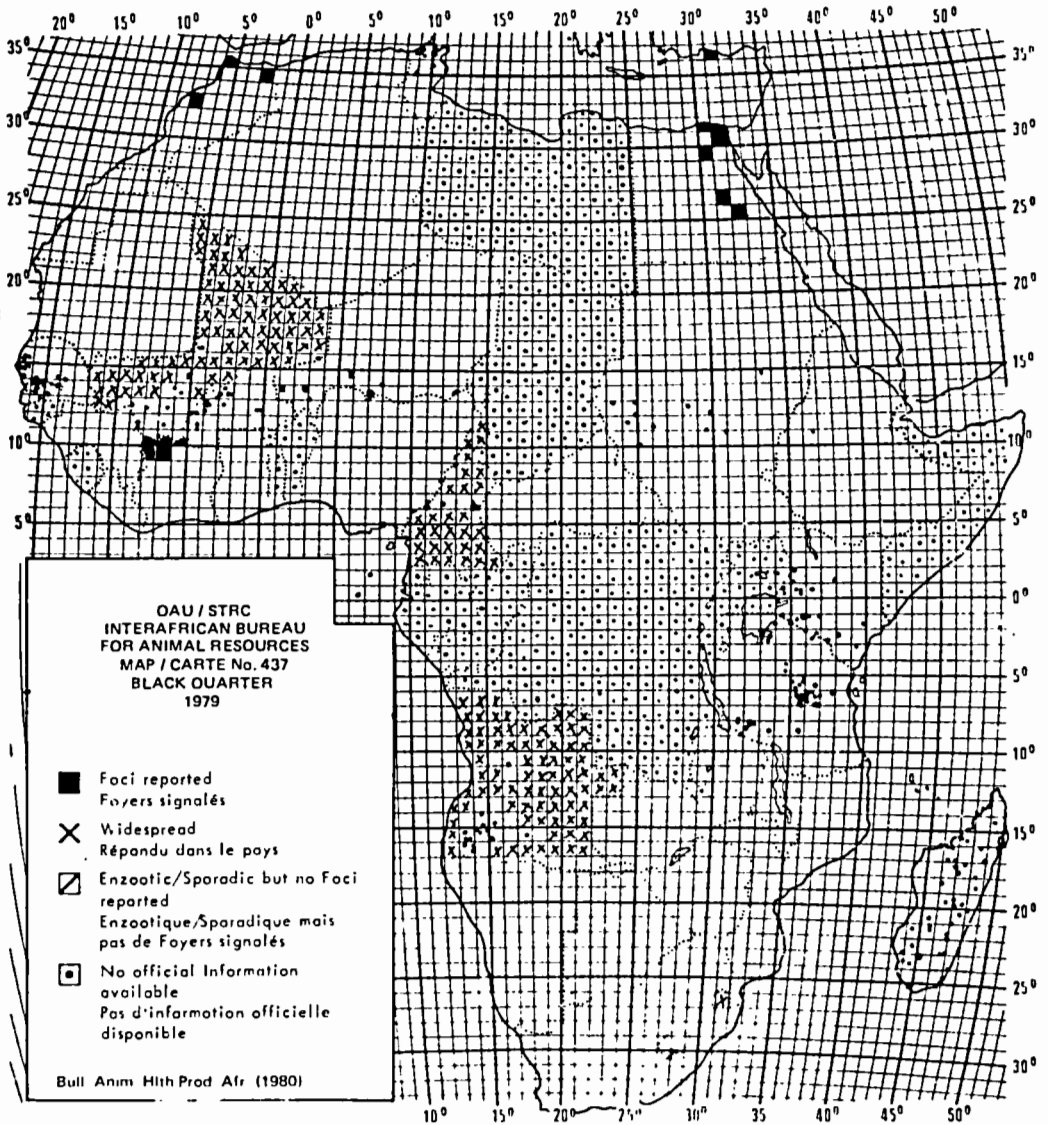 20° 15° 10° 5° 0° 5° 10° 15° 20° 25° 30° 35° 40° 45° 50°
35° 35°
30° 30°
25° 25°
20° 20°
15° 15°
10° 10°
5° 5°
0°
5°
10°
15°
20°
25°
30°
OAU / STRC
INTERAFRICAN BUREAU
FOR ANIMAL RESOURCES
MAP / CARTE No. 437
BLACK QUARTER
1979
Foci reported
Foyers signalés
Widespread
Répandu dans le pays
Enzootic/Sporadic but no Foci
reported
Enzootique/Sporadique mais
pas de Foyers signalés
No official Information
available
Pas d'information officielle
disponible
Bull Anim Hlth Prod Afr (1980)
10° 15° 20° 25° 30° 35 40° 45° 50°